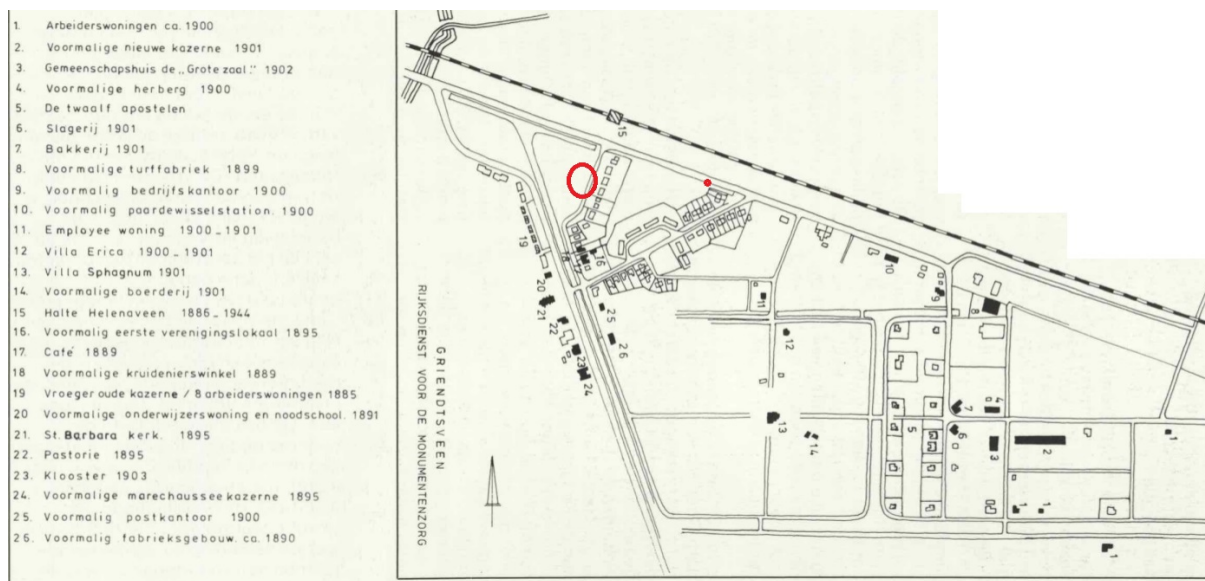 1. Arbeiderswoningen ca. 1900
2. Voormalige nieuwe kazerne 1901
3. Gemeenschapshuis de „Grote zaal." 1902
4. Voormalige herberg 1900
5. De twaalf apostelen
6. Slagerij 1901
7. Bakkerij 1901
8. Voormalige turffabriek 1899
9. Voormalig bedrijfskantoor 1900
10. Voormalig paardewisselstation. 1900
11. Employee woning 1900-1901
12 Villa Erica 1900-1901
13. Villa Sphagnum 1901
14. Voormalige boerderij 1901
15 Halte Helenaveen 1886-1944
16. Voormalig eerste verenigingslokaal 1895
17. Café 1889
18 Voormalige kruidenierswinkel 1889
19 Vroeger oude kazerne / 8 arbeiderswoningen 1885
20 Voormalige onderwijzerswoning en noodschool. 1891
21. St. Barbara kerk. 1895
22. Pastorie 1895
23. Klooster 1903
24. Voormalige marechausseekazerne 1895
25. Voormalig postkantoor 1900
26. Voormalig fabrieksgebouw. ca. 1890
15
19
18
17
16
20
21
22
23
24
25
26
10
9
8
11
12
13
14
7
4
6
5
3
2
1
1
1
1
GRIENDTSVEEN
RIJKSDIENST VOOR DE MONUMENTENZORG